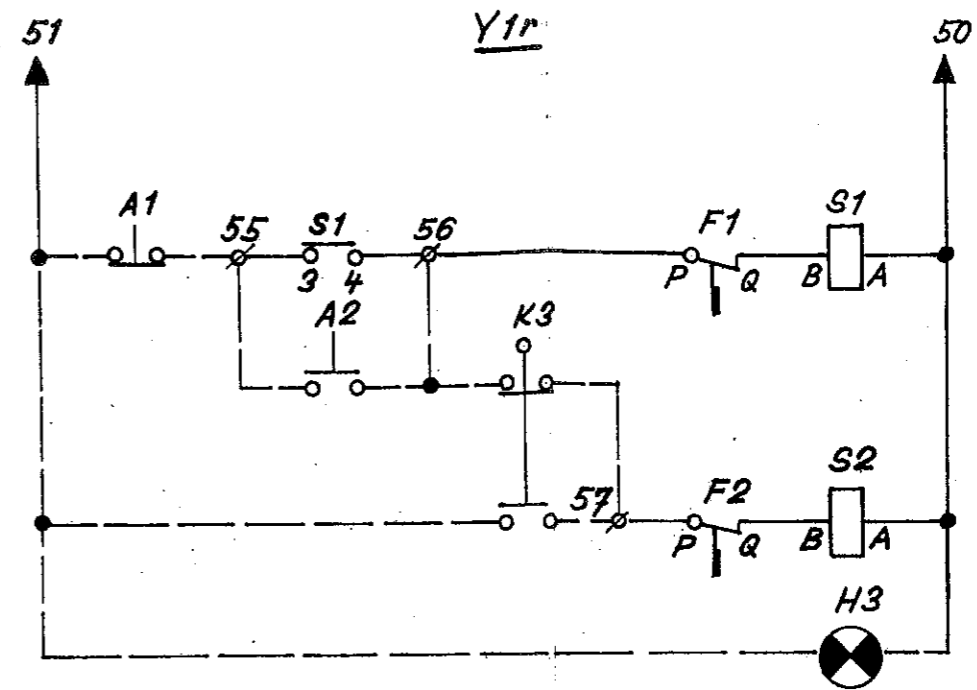 51 Y1r 50
A1 55 S1 56 F1 S1
3 4 P Q B A
A2 K3
57 F2 S2
P Q B A
H3